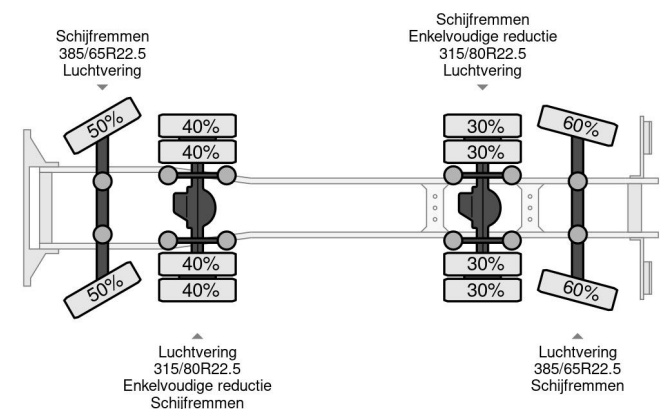 Schijfremmen
385/65R22.5
Luchtvering
Schijfremmen
Enkelvoudige reductie
315/80R22.5
Luchtvering
50%
40%
40%
30%
30%
60%
50%
40%
40%
30%
30%
60%
Luchtvering
315/80R22.5
Enkelvoudige reductie
Schijfremmen
Luchtvering
385/65R22.5
Schijfremmen